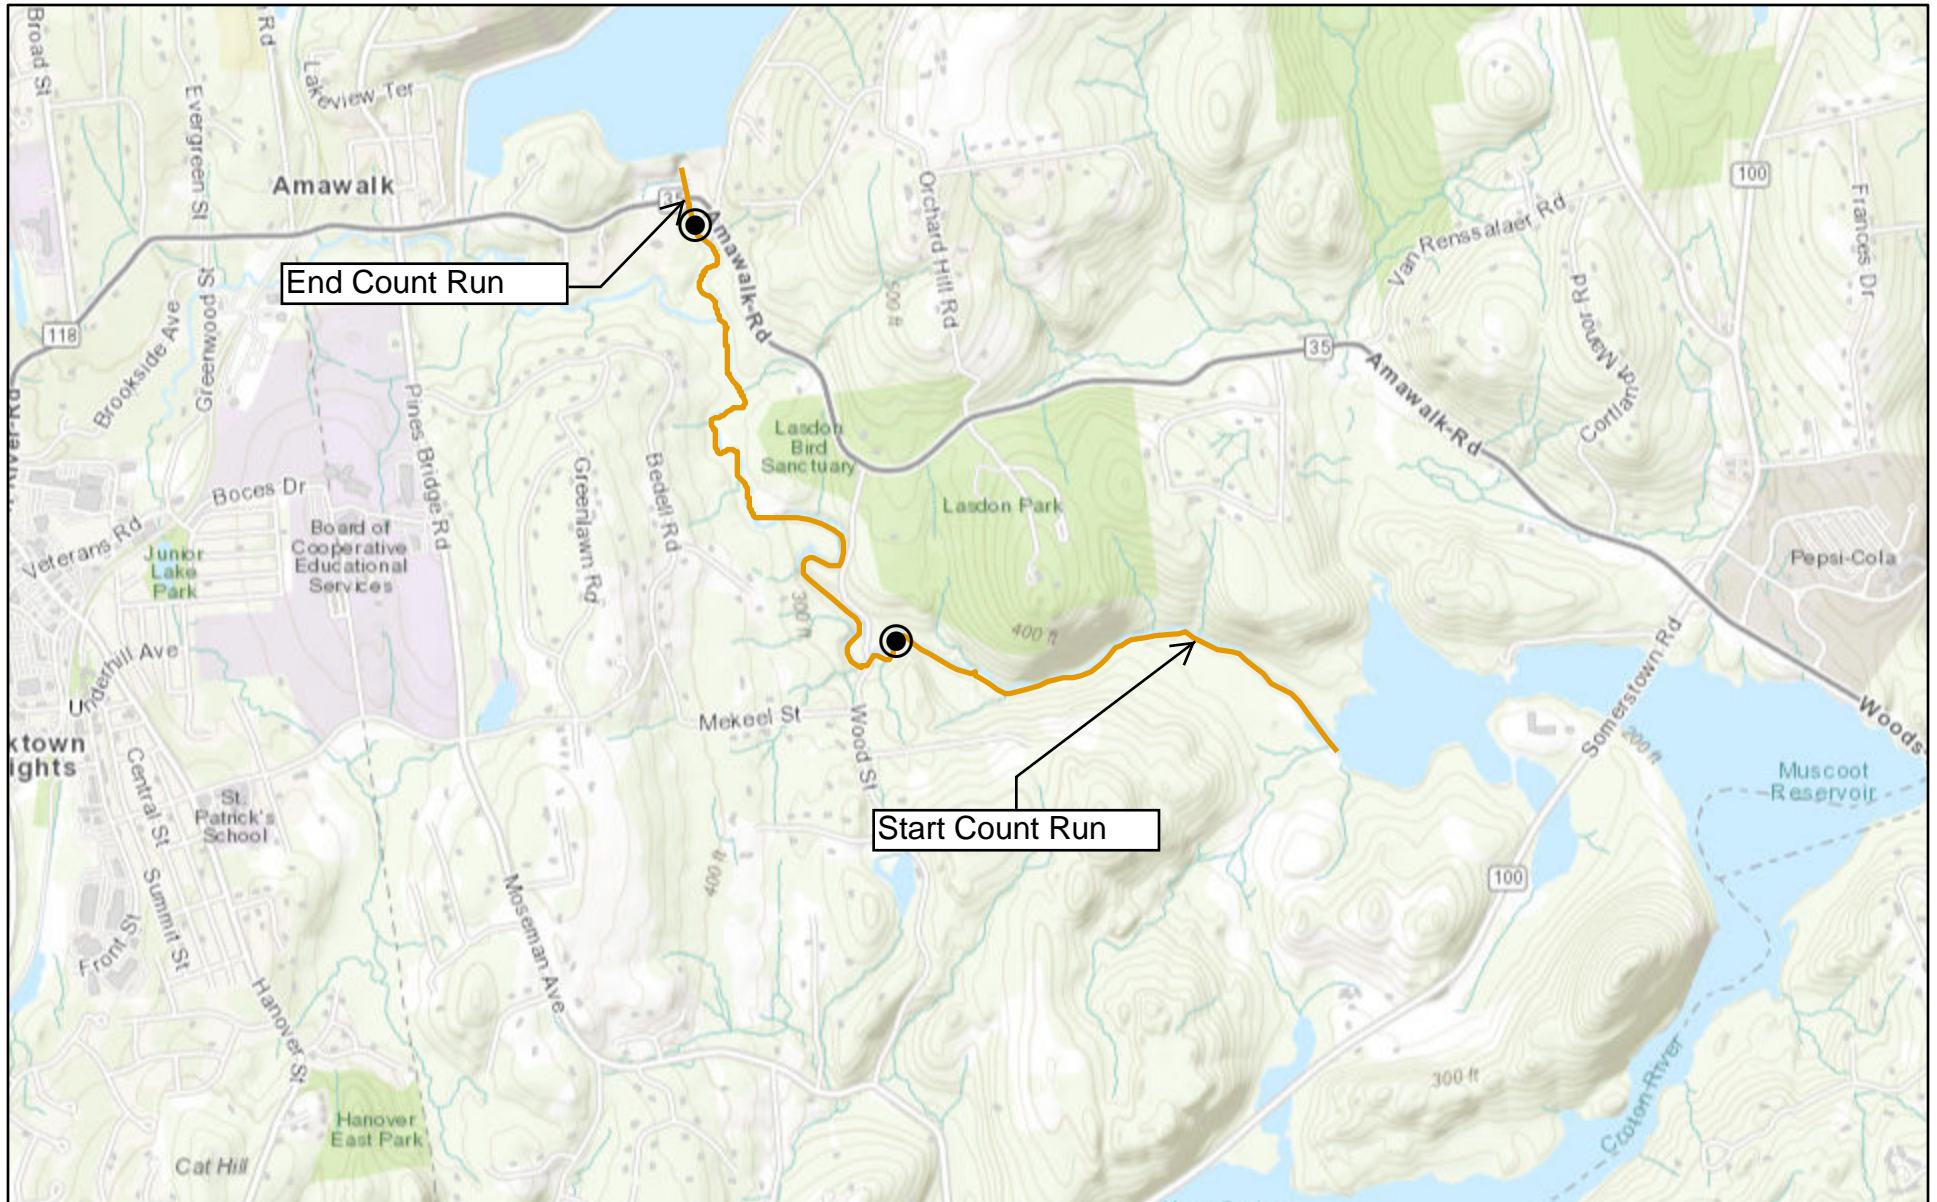 Broad St
Evergreen St
Rd
Lakeview Ter
Amawalk
Orchard Hill Rd
100
Frances Dr
Van Renssalaer Rd
End Count Run
Amawalk-Rd
500 ft
118
Brookside Ave
Greenwood St
35
Cortlandt Manor Rd
Amawalk-Rd
Pines Bridge Rd
Lasdon
Bird
Sanctuary
Lasdon Park
Boces Dr
Board of
Cooperative
Educational
Services
Greenlawn Rd
Bedell Rd
Veterans Rd
Junior
Lake
Park
Pepsi-Cola
300 ft
400 ft
Underhill Ave
Somerstown Rd
Woods
Mekeel St
Wood St
200 ft
ktown
ights
Central St
Muscoot
Reservoir
St.
Patrick's
School
Start Count Run
400 ft
Summit St
Moseman Ave
100
Front St
Hanover St
300 ft
Croton-River
Hanover
East Park
Cat Hill